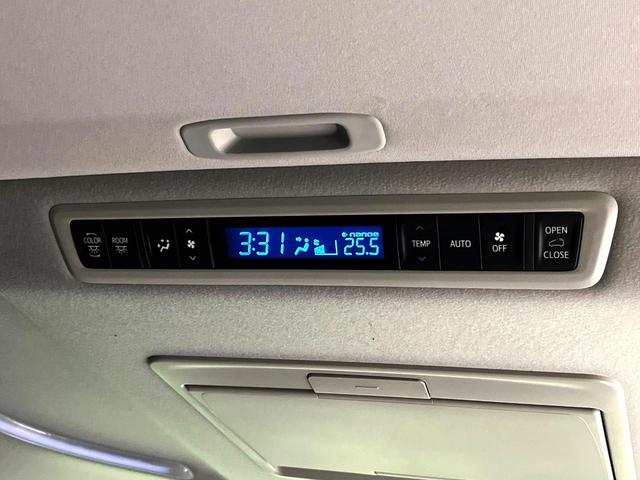 COLOR
ROOM
3:31
nanoe
25.5
TEMP
AUTO
OFF
OPEN
CLOSE